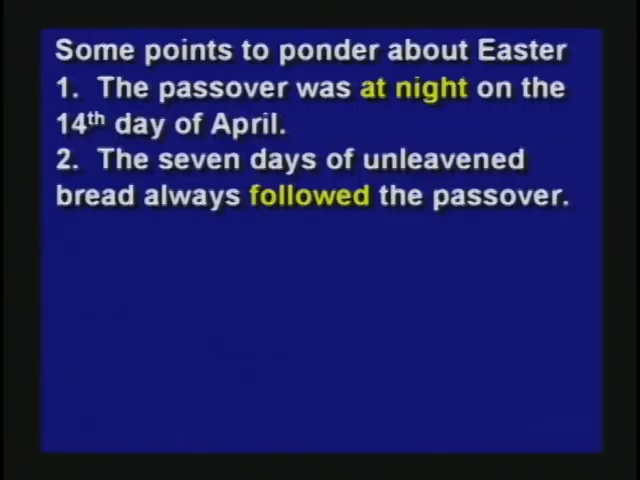 Some points to ponder about Easter
1. The passover was at night on the
14th day of April.
2. The seven days of unleavened
bread always followed the passover.